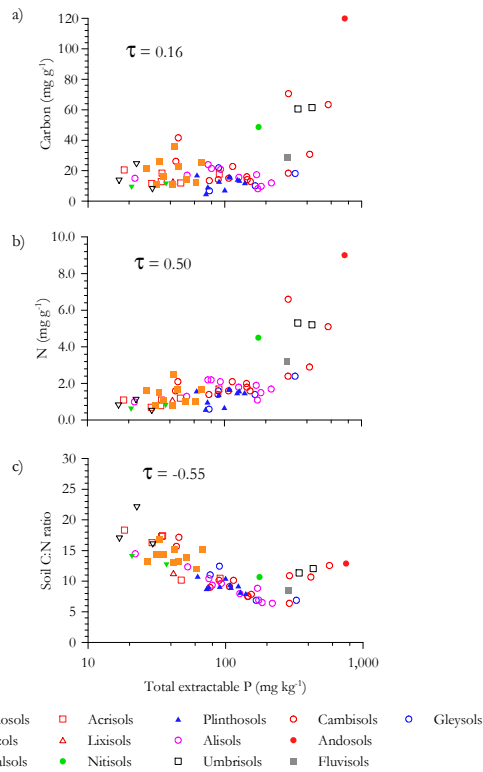 a)
120
100
80
60
40
20
0
Carbon (mg g-1)
τ = 0.16
b)
10.0
8.0
6.0
4.0
2.0
0.0
N (mg g-1)
τ = 0.50
c)
30
25
20
15
10
5
0
Soil C:N ratio
τ = -0.55
10 100 1,000
Total extractable P (mg kg-1)
Acrisols Plinthosols Cambisols Gleysols
Lixisols Alisols Andosols
Nitisols Umbrisols Fluvisols